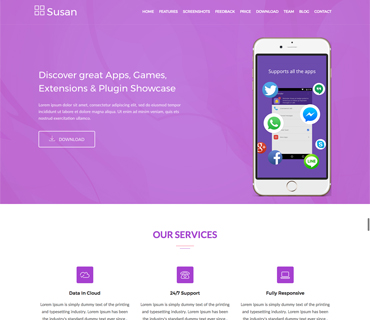 Susan
HOME FEATURES SCREENSHOTS FEEDBACK PRICE DOWNLOAD TEAM BLOG CONTACT
Supports all the apps
Discover great Apps, Games,
Extensions & Plugin Showcase
Lorem ipsum dolor sit amet, consectetur adipiscing elit, sed do eiusmod tempor
incididunt ut labore et dolore magna aliqua. Ut enim ad minim veniam, quis
nostrud exercitation ullamco.
DOWNLOAD
OUR SERVICES
Data In Cloud
Lorem Ipsum is simply dummy text of the printing
and typesetting industry. Lorem Ipsum has been
the industry's standard dummy text ever since
24/7 Support
Lorem Ipsum is simply dummy text of the printing
and typesetting industry. Lorem Ipsum has been
the industry's standard dummy text ever since
Fully Responsive
Lorem Ipsum is simply dummy text of the printing
and typesetting industry. Lorem Ipsum has been
the industry's standard dummy text ever since